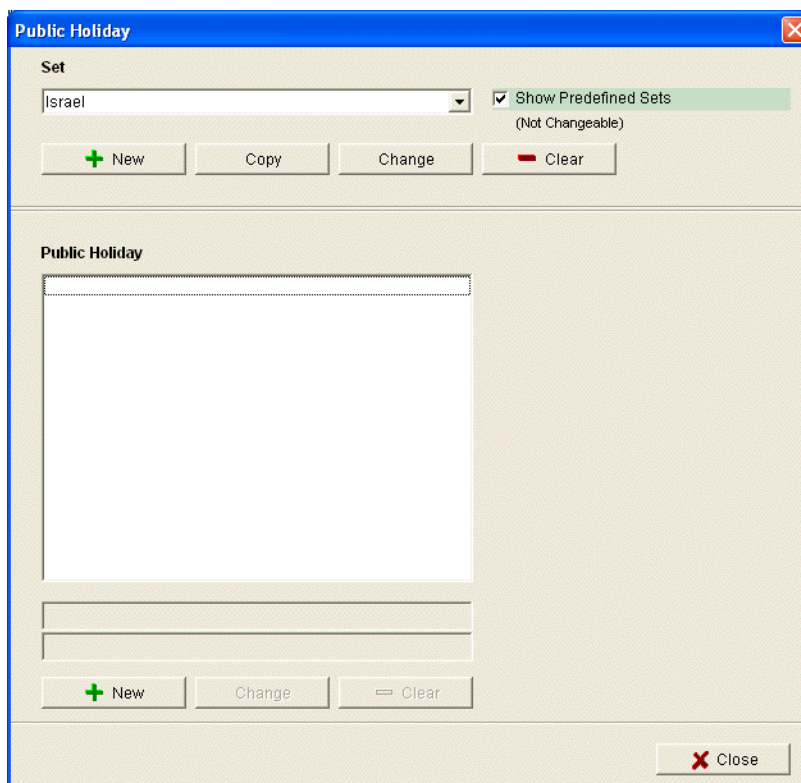 Public Holiday
Set
Israel
Show Predefined Sets
(Not Changeable)
New Copy Change Clear
Public Holiday
New Change Clear
Close